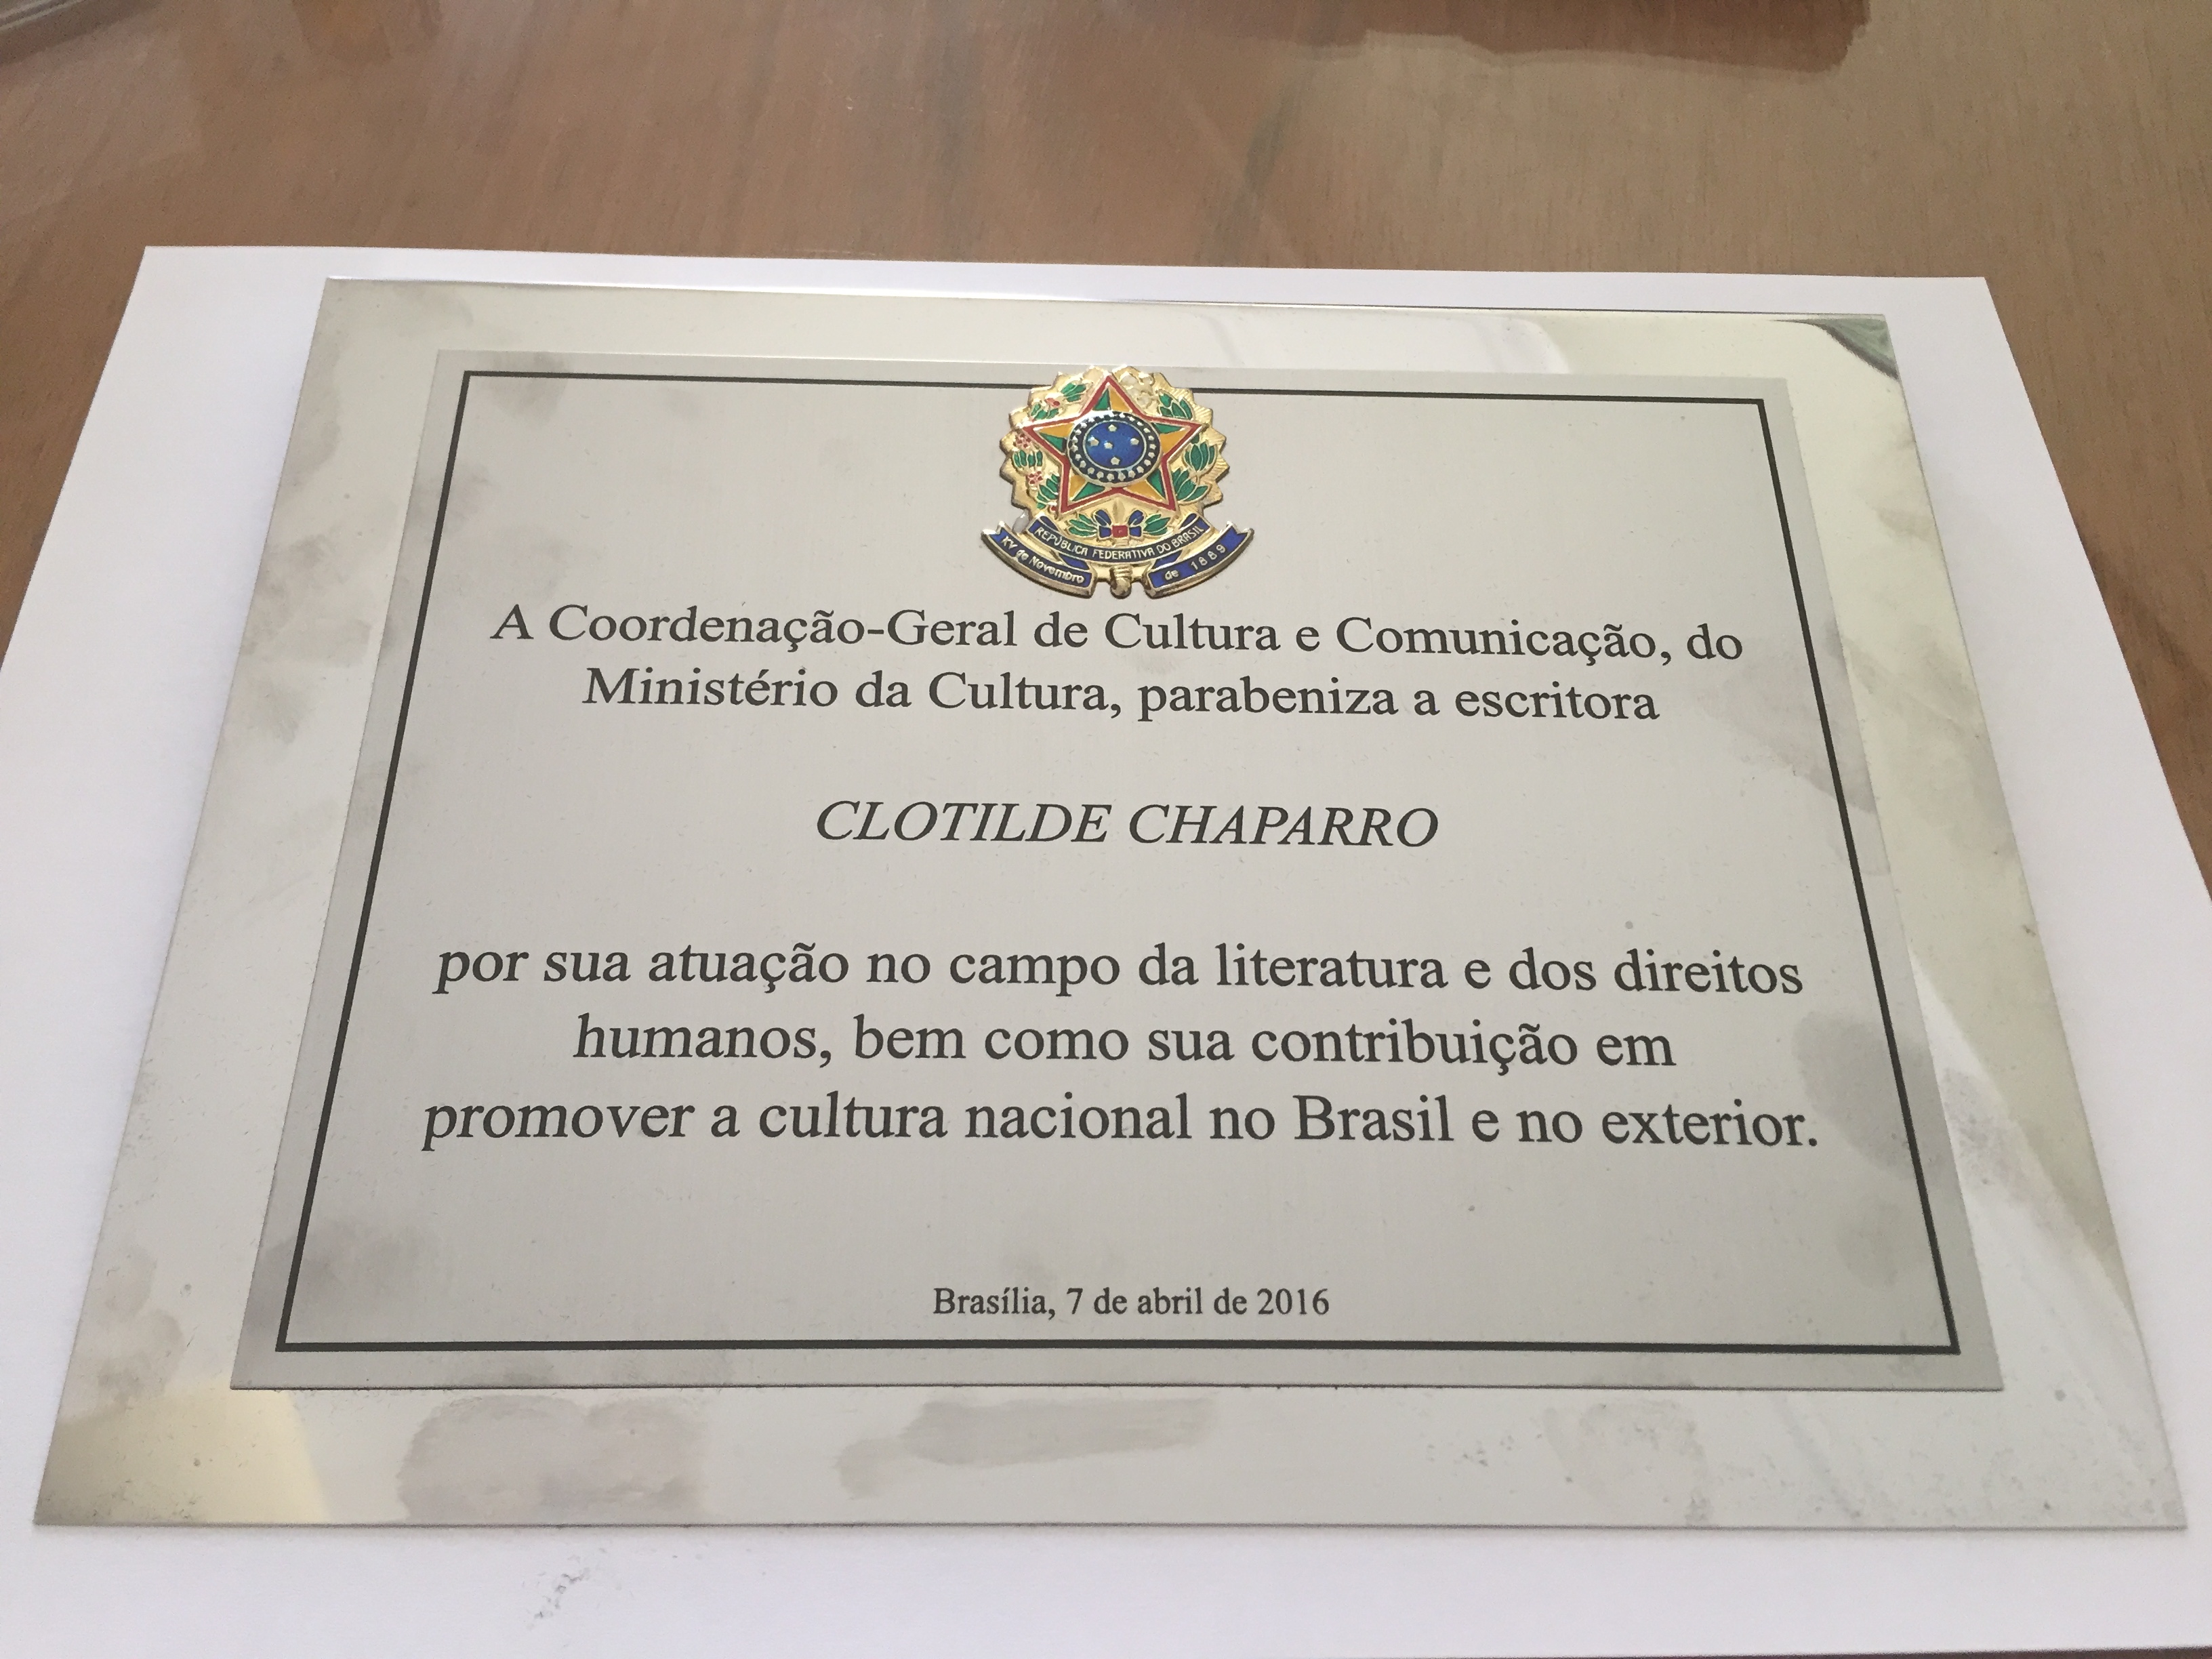 REPÚBLICA FEDERATIVA DO BRASIL
XV de Novembro de 1889
A Coordenação-Geral de Cultura e Comunicação, do
Ministério da Cultura, parabeniza a escritora
CLOTILDE CHAPARRO
por sua atuação no campo da literatura e dos direitos
humanos, bem como sua contribuição em
promover a cultura nacional no Brasil e no exterior.
Brasília, 7 de abril de 2016